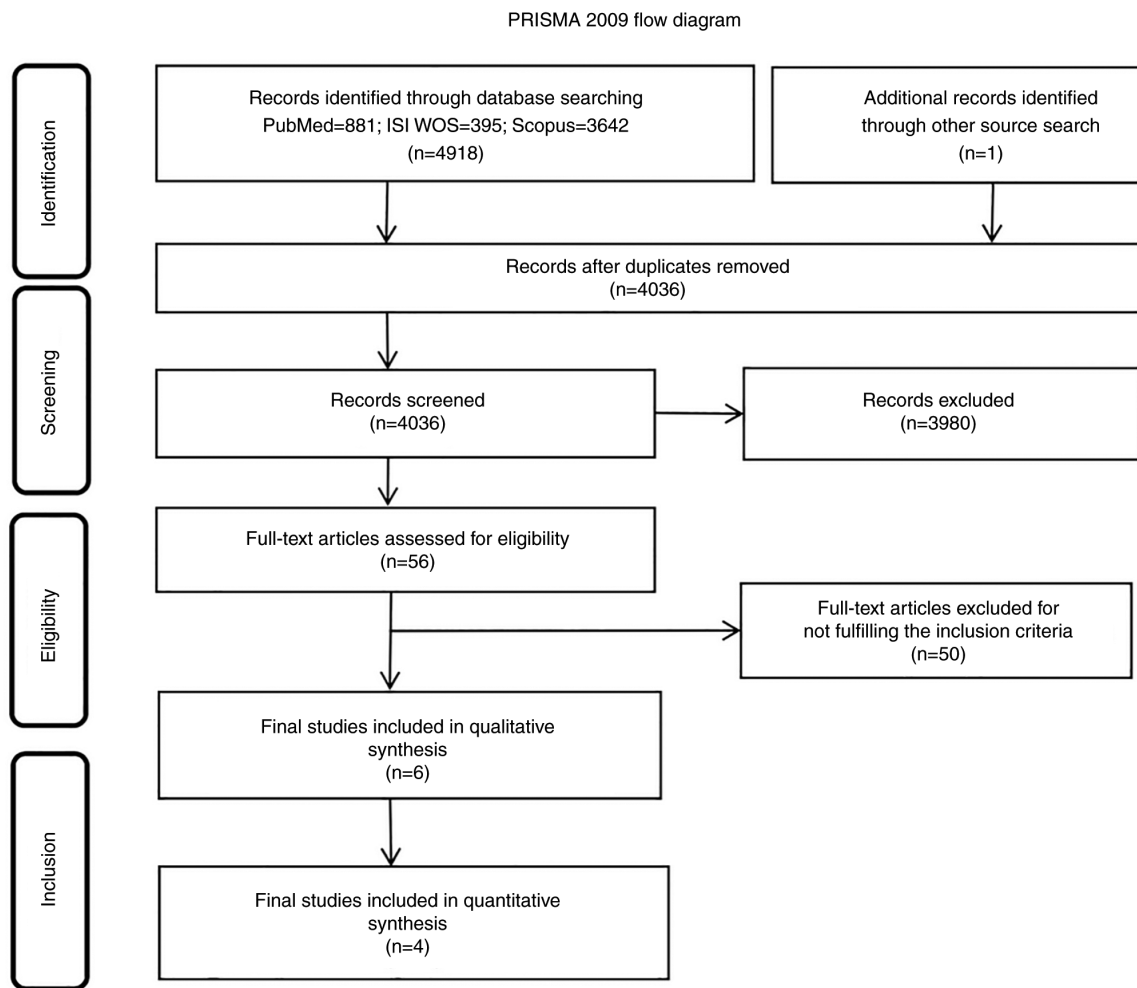 PRISMA 2009 flow diagram
Identification
Records identified through database searching
PubMed=881; ISI WOS=395; Scopus=3642
(n=4918)
Additional records identified
through other source search
(n=1)
Records after duplicates removed
(n=4036)
Screening
Records screened
(n=4036)
Records excluded
(n=3980)
Eligibility
Full-text articles assessed for eligibility
(n=56)
Full-text articles excluded for
not fulfilling the inclusion criteria
(n=50)
Final studies included in qualitative
synthesis
(n=6)
Inclusion
Final studies included in quantitative
synthesis
(n=4)